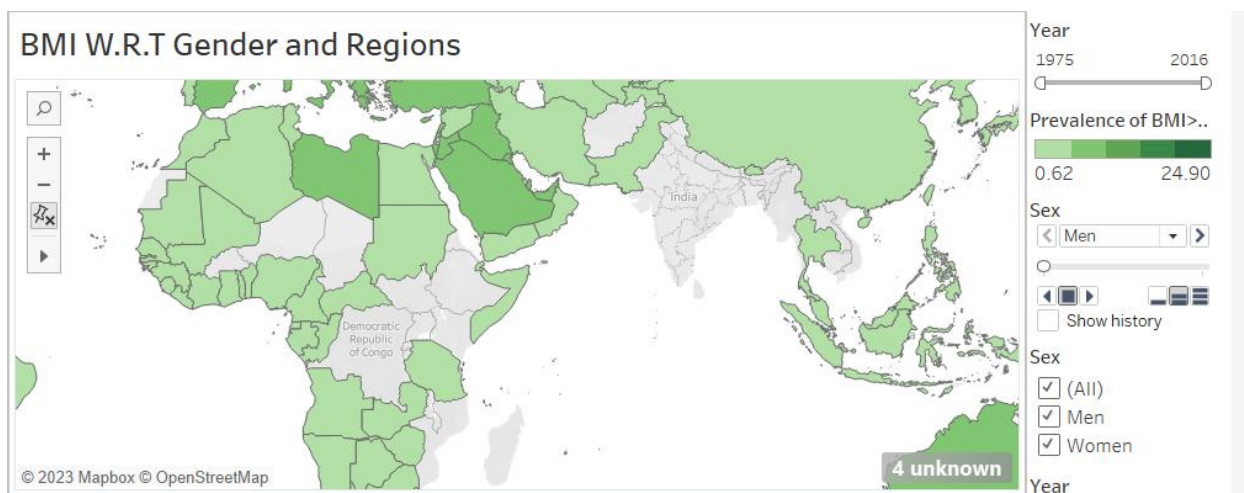 BMI W.R.T Gender and Regions
India
Democratic
Republic
of Congo
© 2023 Mapbox © OpenStreetMap
4 unknown
Year
1975 2016
Prevalence of BMI>..
0.62 24.90
Sex
Men
Show history
Sex
(All)
Men
Women
Year